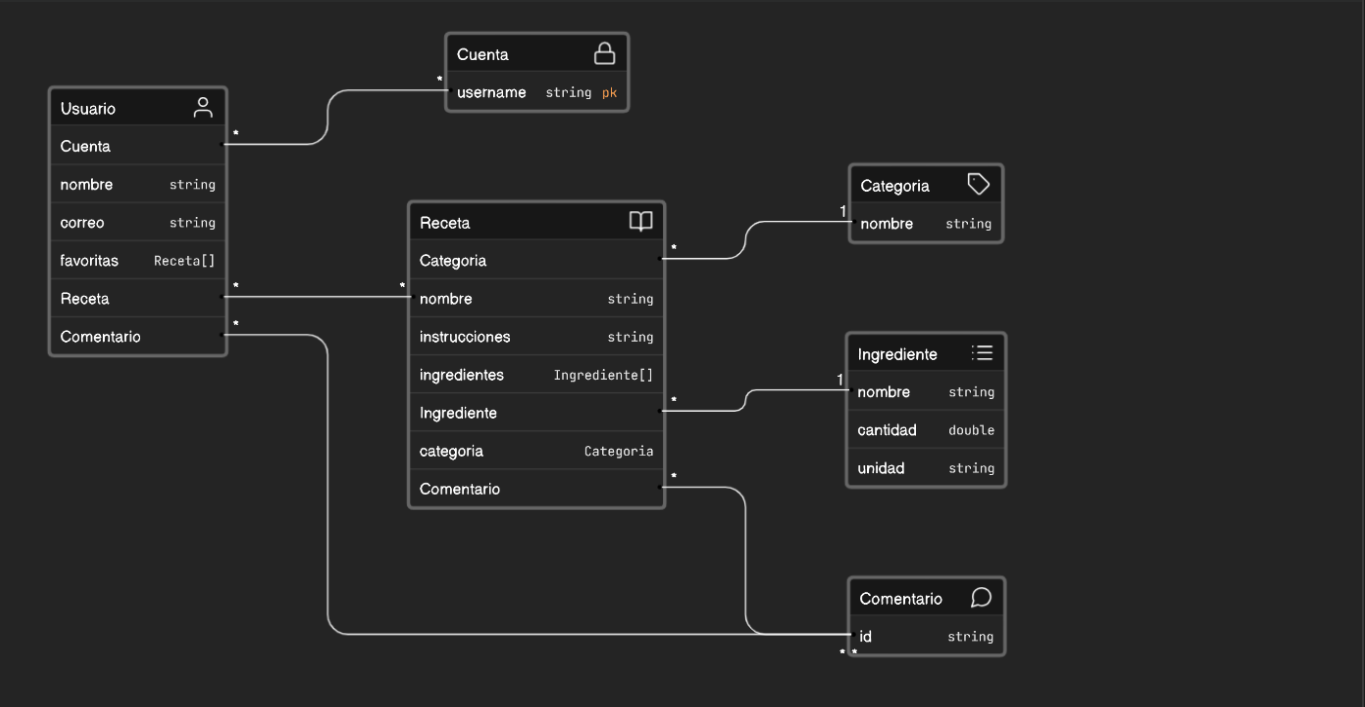 Cuenta
username string pk
*
Usuario
Cuenta
*
nombre string
correo string
favoritas Receta[]
Receta
*
Comentario
*
Receta
Categoria
*
nombre string
*
instrucciones string
ingredientes Ingrediente[]
Ingrediente
*
categoria Categoria
Comentario
*
Categoria
1
nombre string
Ingrediente
1
nombre string
cantidad double
unidad string
Comentario
id string
* *